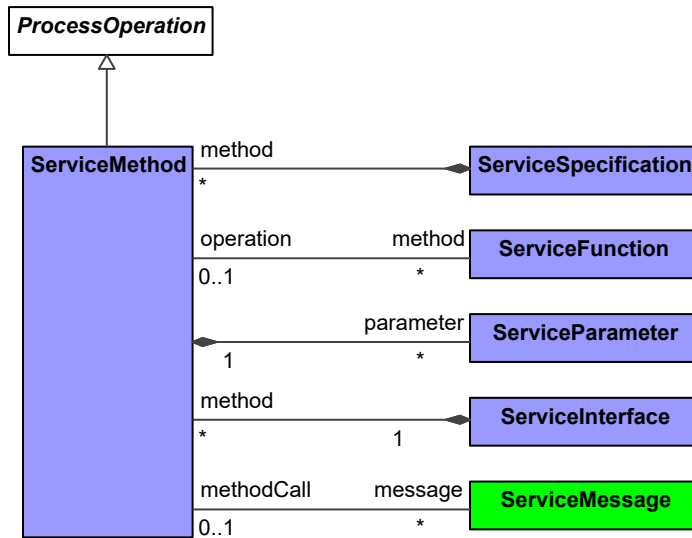 ProcessOperation
ServiceMethod
method
*
ServiceSpecification
operation
method
0..1
*
ServiceFunction
parameter
1
*
ServiceParameter
method
*
1
ServiceInterface
methodCall
message
0..1
*
ServiceMessage